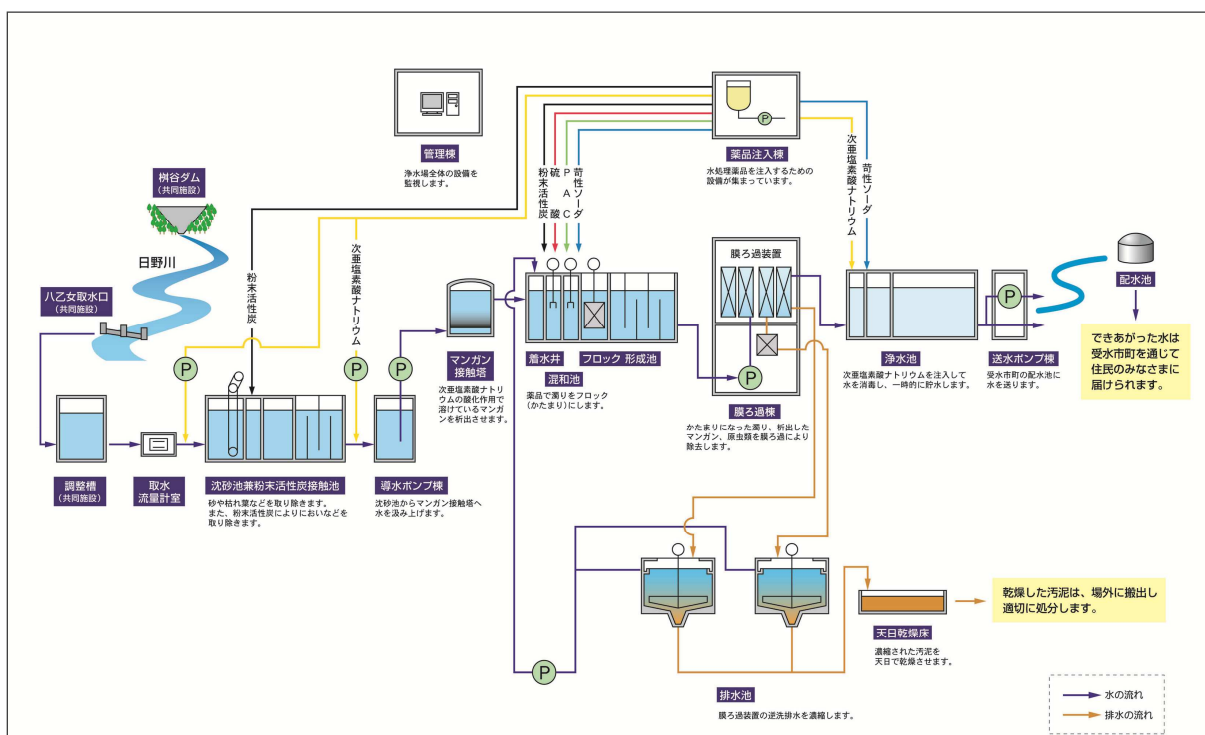 管理棟
浄水場全体の設備を
監視します。
P
薬品注入棟
水処理薬品を注入するための
設備が集まっています。
桝谷ダム
(共同施設)
日野川
八乙女取水口
(共同施設)
粉末活性炭
次亜塩素酸ナトリウム
粉末活性炭
硫酸
PAC
苛性ソーダ
次亜塩素酸ナトリウム
苛性ソーダ
P
P
P
調整槽
(共同施設)
取水
流量計室
沈砂池兼粉末活性炭接触池
砂や枯れ葉などを取り除きます。
また、粉末活性炭によりにおいなどを
取り除きます。
導水ポンプ棟
沈砂池からマンガン接触塔へ
水を汲み上げます。
マンガン
接触塔
次亜塩素酸ナトリ
ウムの酸化作用で
溶けているマンガ
ンを析出させます。
着水井
混和池
フロック 形成池
薬品で濁りをフロック
(かたまり)にします。
膜ろ過装置
P
膜ろ過棟
かたまりになった濁り、析出した
マンガン、原虫類を膜ろ過により
除去します。
浄水池
次亜塩素酸ナトリウムを注入して
水を消毒し、一時的に貯水します。
P
送水ポンプ棟
受水市町の配水池に
水を送ります。
配水池
できあがった水は
受水市町を通じて
住民のみなさまに
届けられます。
P
排水池
膜ろ過装置の逆洗排水を濃縮します。
天日乾燥床
濃縮された汚泥を
天日で乾燥させます。
乾燥した汚泥は、場外に搬出し
適切に処分します。
水の流れ
排水の流れ